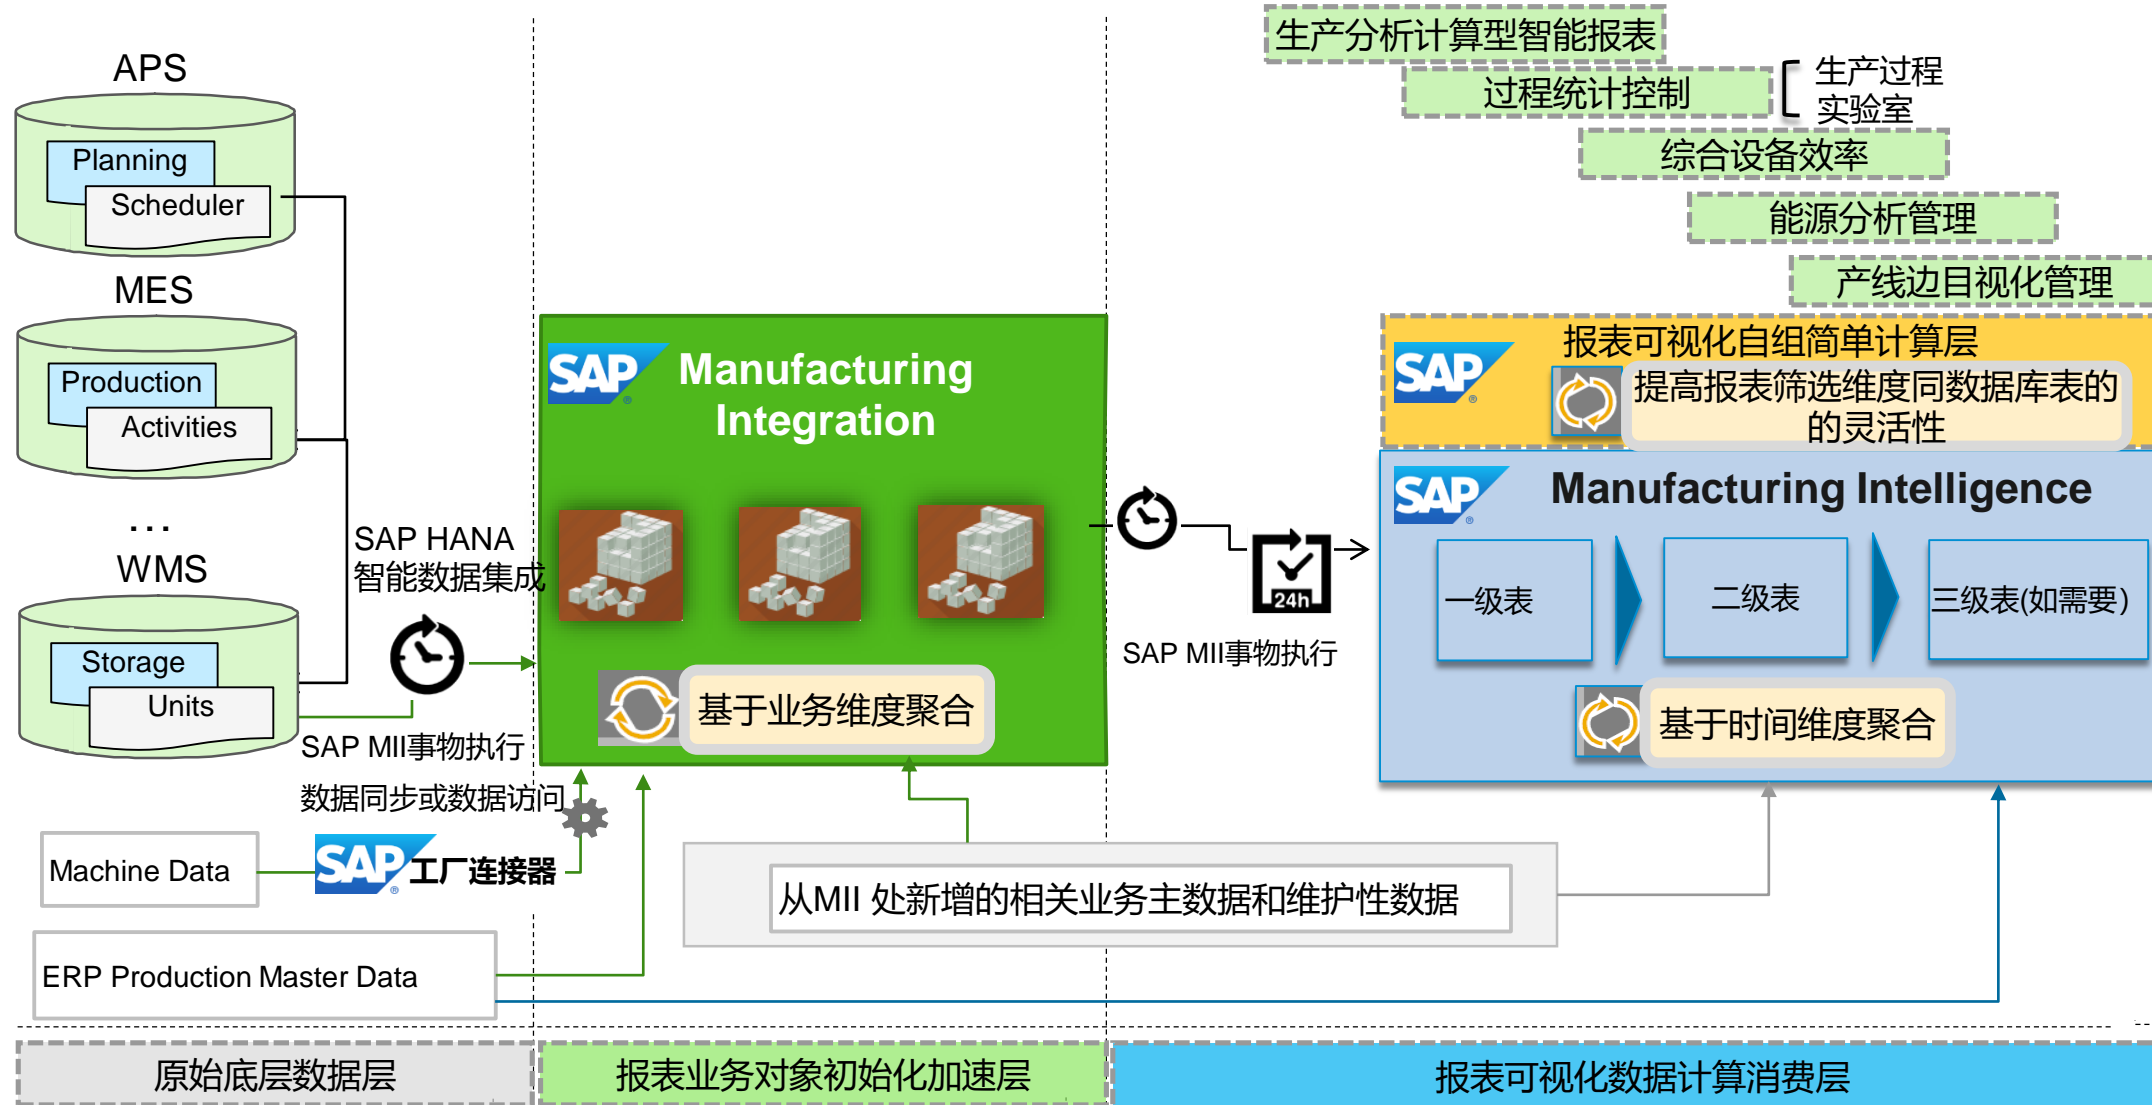 APS
Planning
Scheduler
MES
Production
Activities
...
WMS
Storage
Units
SAP HANA
智能数据集成
SAP MII事物执行
数据同步或数据访问
Machine Data
SAP
工厂连接器
ERP Production Master Data
SAP
Manufacturing
Integration
基于业务维度聚合
24h
SAP MII事物执行
从MII 处新增的相关业务主数据和维护性数据
生产分析计算型智能报表
过程统计控制
生产过程
实验室
综合设备效率
能源分析管理
产线边目视化管理
SAP
报表可视化自组简单计算层
提高报表筛选维度同数据库表的
的灵活性
SAP
Manufacturing Intelligence
一级表
二级表
三级表(如需要)
基于时间维度聚合
原始底层数据层
报表业务对象初始化加速层
报表可视化数据计算消费层